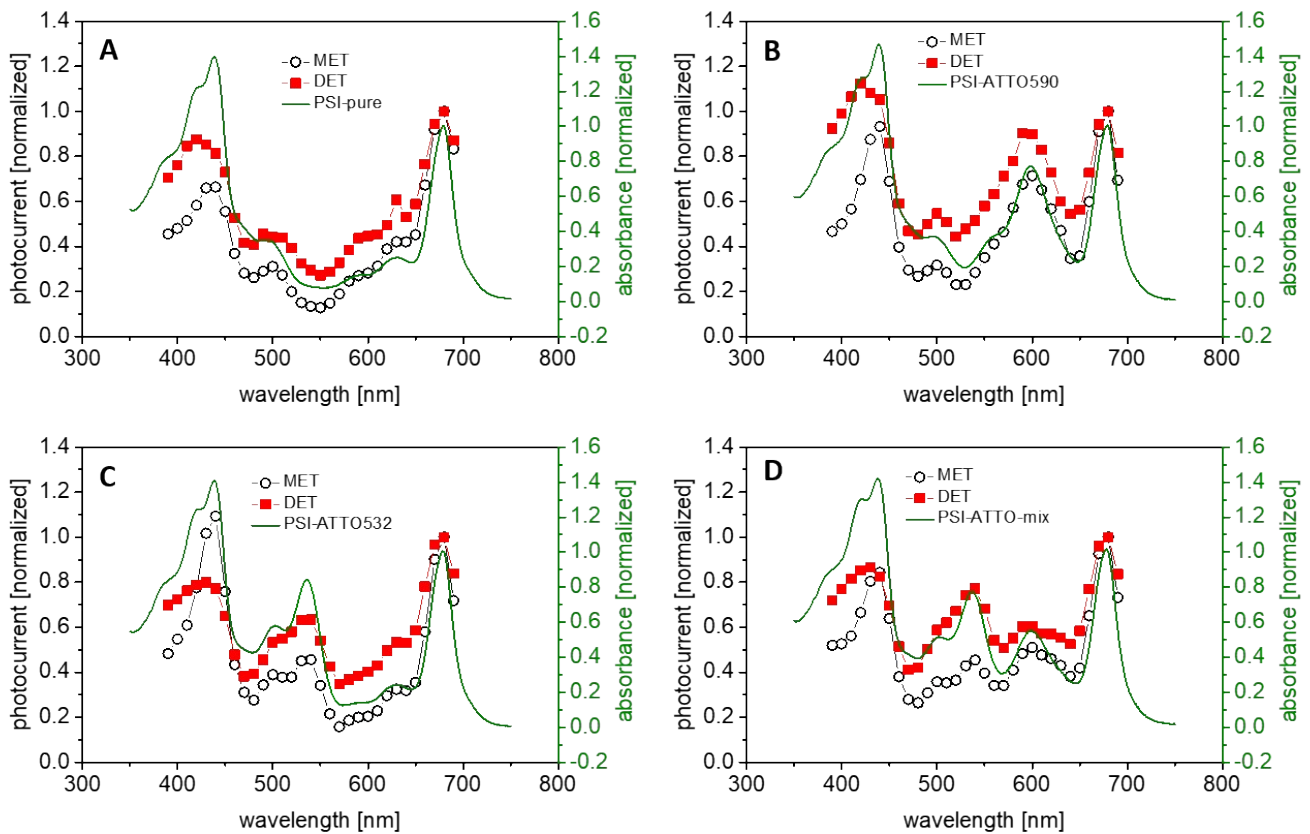 A
MET
DET
PSI-pure
photocurrent [normalized]
1.4
1.2
1.0
0.8
0.6
0.4
0.2
0.0
absorbance [normalized]
1.6
1.4
1.2
1.0
0.8
0.6
0.4
0.2
0.0
-0.2
300 400 500 600 700 800
wavelength [nm]
B
MET
DET
PSI-ATTO590
photocurrent [normalized]
1.4
1.2
1.0
0.8
0.6
0.4
0.2
0.0
absorbance [normalized]
1.6
1.4
1.2
1.0
0.8
0.6
0.4
0.2
0.0
-0.2
300 400 500 600 700 800
wavelength [nm]
C
MET
DET
PSI-ATTO532
photocurrent [normalized]
1.4
1.2
1.0
0.8
0.6
0.4
0.2
0.0
absorbance [normalized]
1.6
1.4
1.2
1.0
0.8
0.6
0.4
0.2
0.0
-0.2
300 400 500 600 700 800
wavelength [nm]
D
MET
DET
PSI-ATTO-mix
photocurrent [normalized]
1.4
1.2
1.0
0.8
0.6
0.4
0.2
0.0
absorbance [normalized]
1.6
1.4
1.2
1.0
0.8
0.6
0.4
0.2
0.0
-0.2
300 400 500 600 700 800
wavelength [nm]